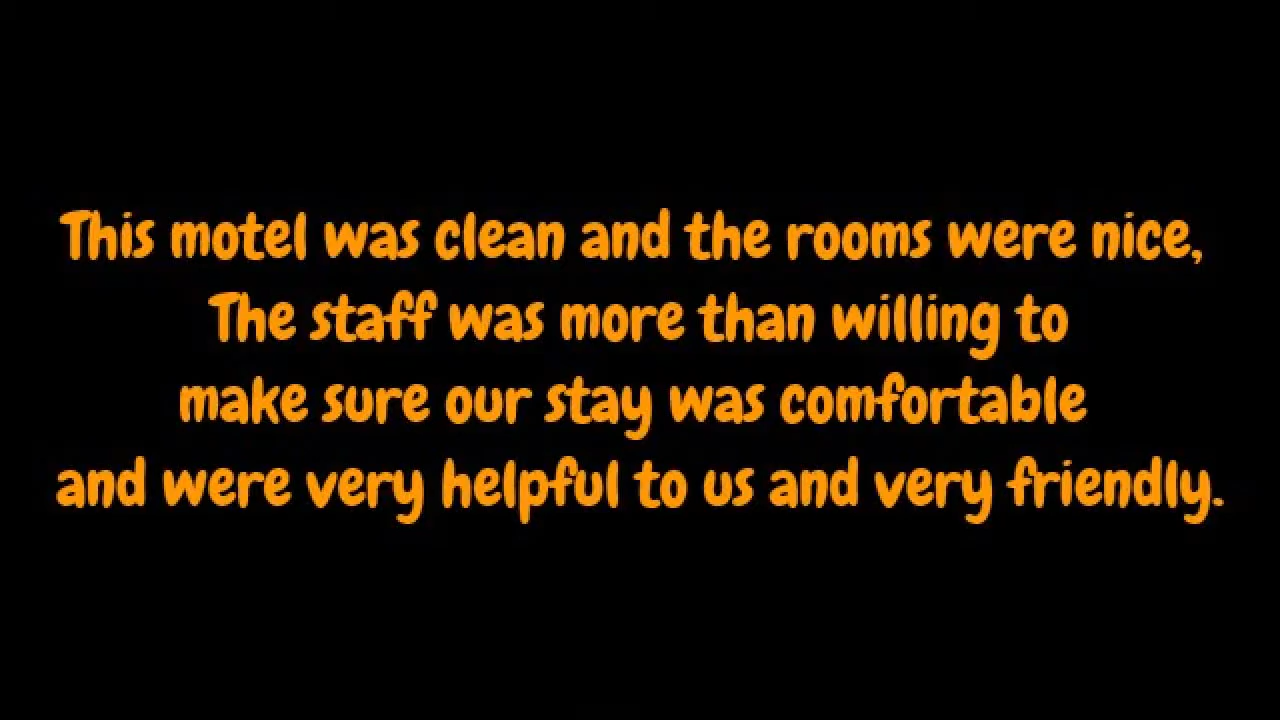 This motel was clean and the rooms were nice,
The staff was more than willing to
make sure our stay was comfortable
and were very helpful to us and very friendly.